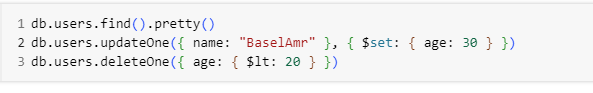 1 db.users.find().pretty()
2 db.users.updateOne({ name: "BaselAmr" }, { $set: { age: 30 } })
3 db.users.deleteOne({ age: { $lt: 20 } })